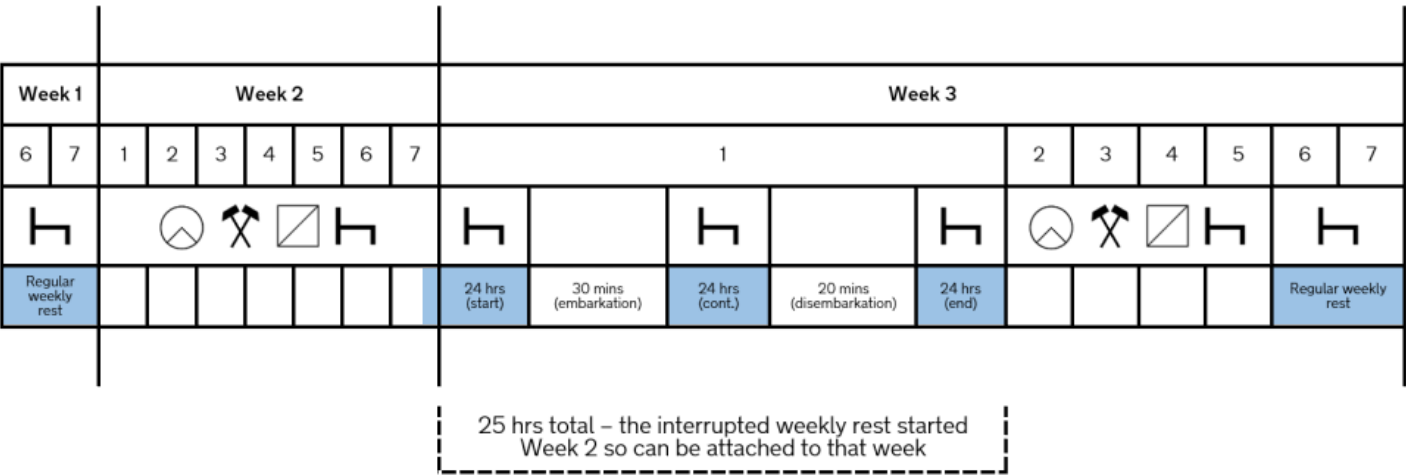 Week 1 Week 2 Week 3
6 7 1 2 3 4 5 6 7 1 2 3 4 5 6 7
Regular
weekly
rest
24 hrs
(start)
30 mins
(embarkation)
24 hrs
(cont.)
20 mins
(disembarkation)
24 hrs
(end)
Regular weekly
rest
25 hrs total – the interrupted weekly rest started
Week 2 so can be attached to that week